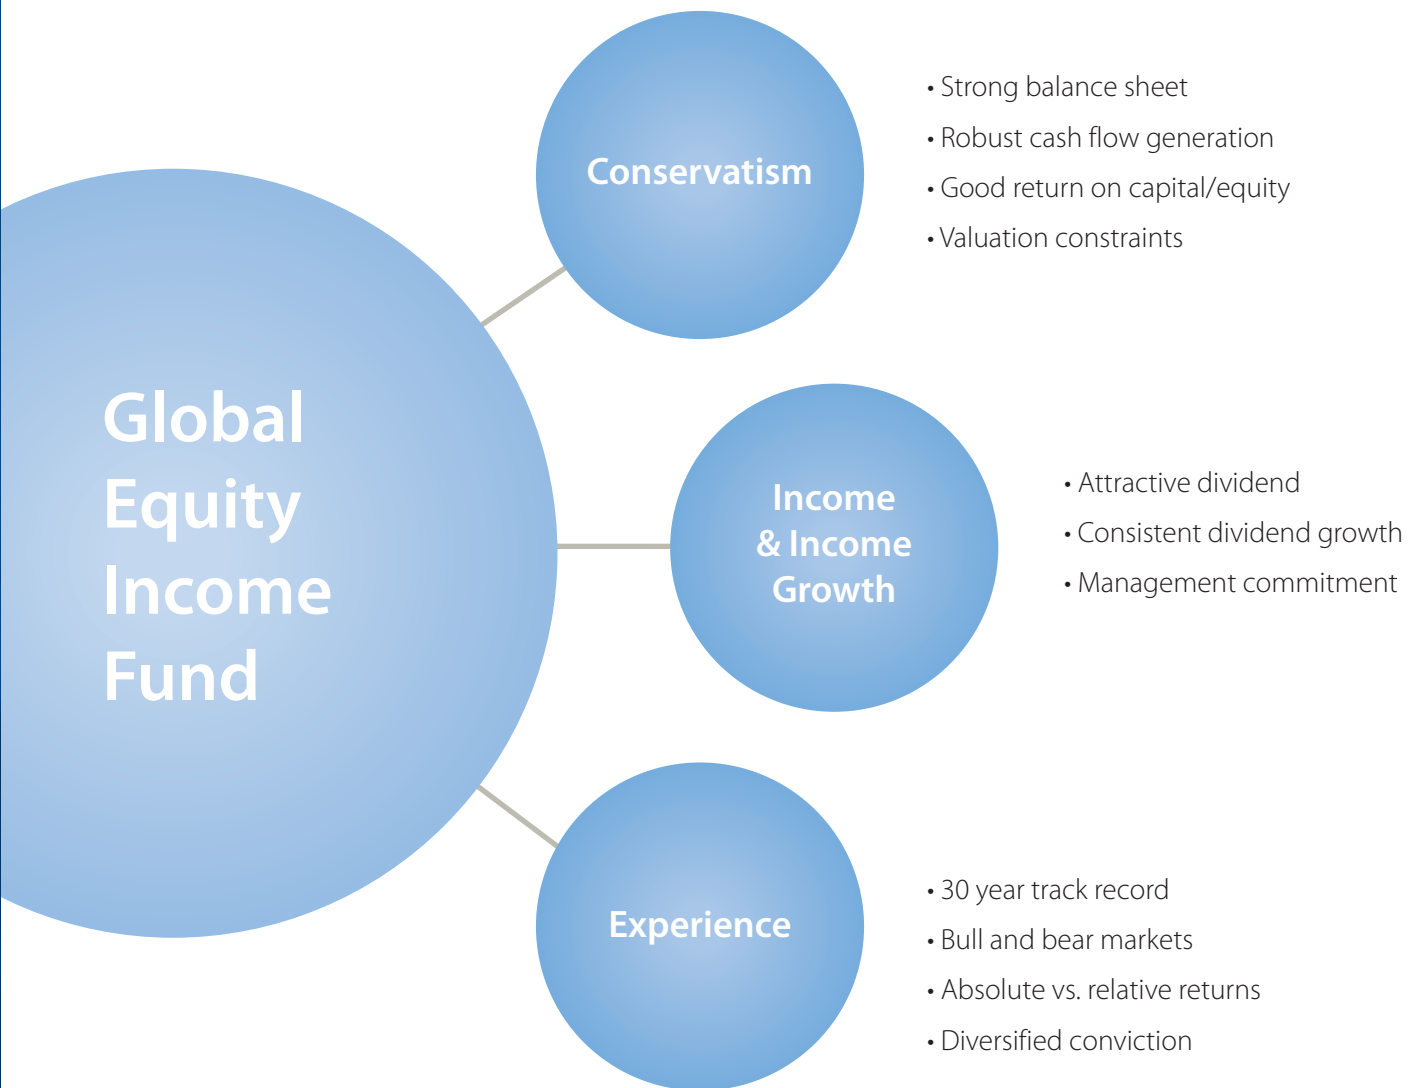 Global
Equity
Income
Fund
Conservatism
• Strong balance sheet
• Robust cash flow generation
• Good return on capital/equity
• Valuation constraints
Income
& Income
Growth
• Attractive dividend
• Consistent dividend growth
• Management commitment
Experience
• 30 year track record
• Bull and bear markets
• Absolute vs. relative returns
• Diversified conviction